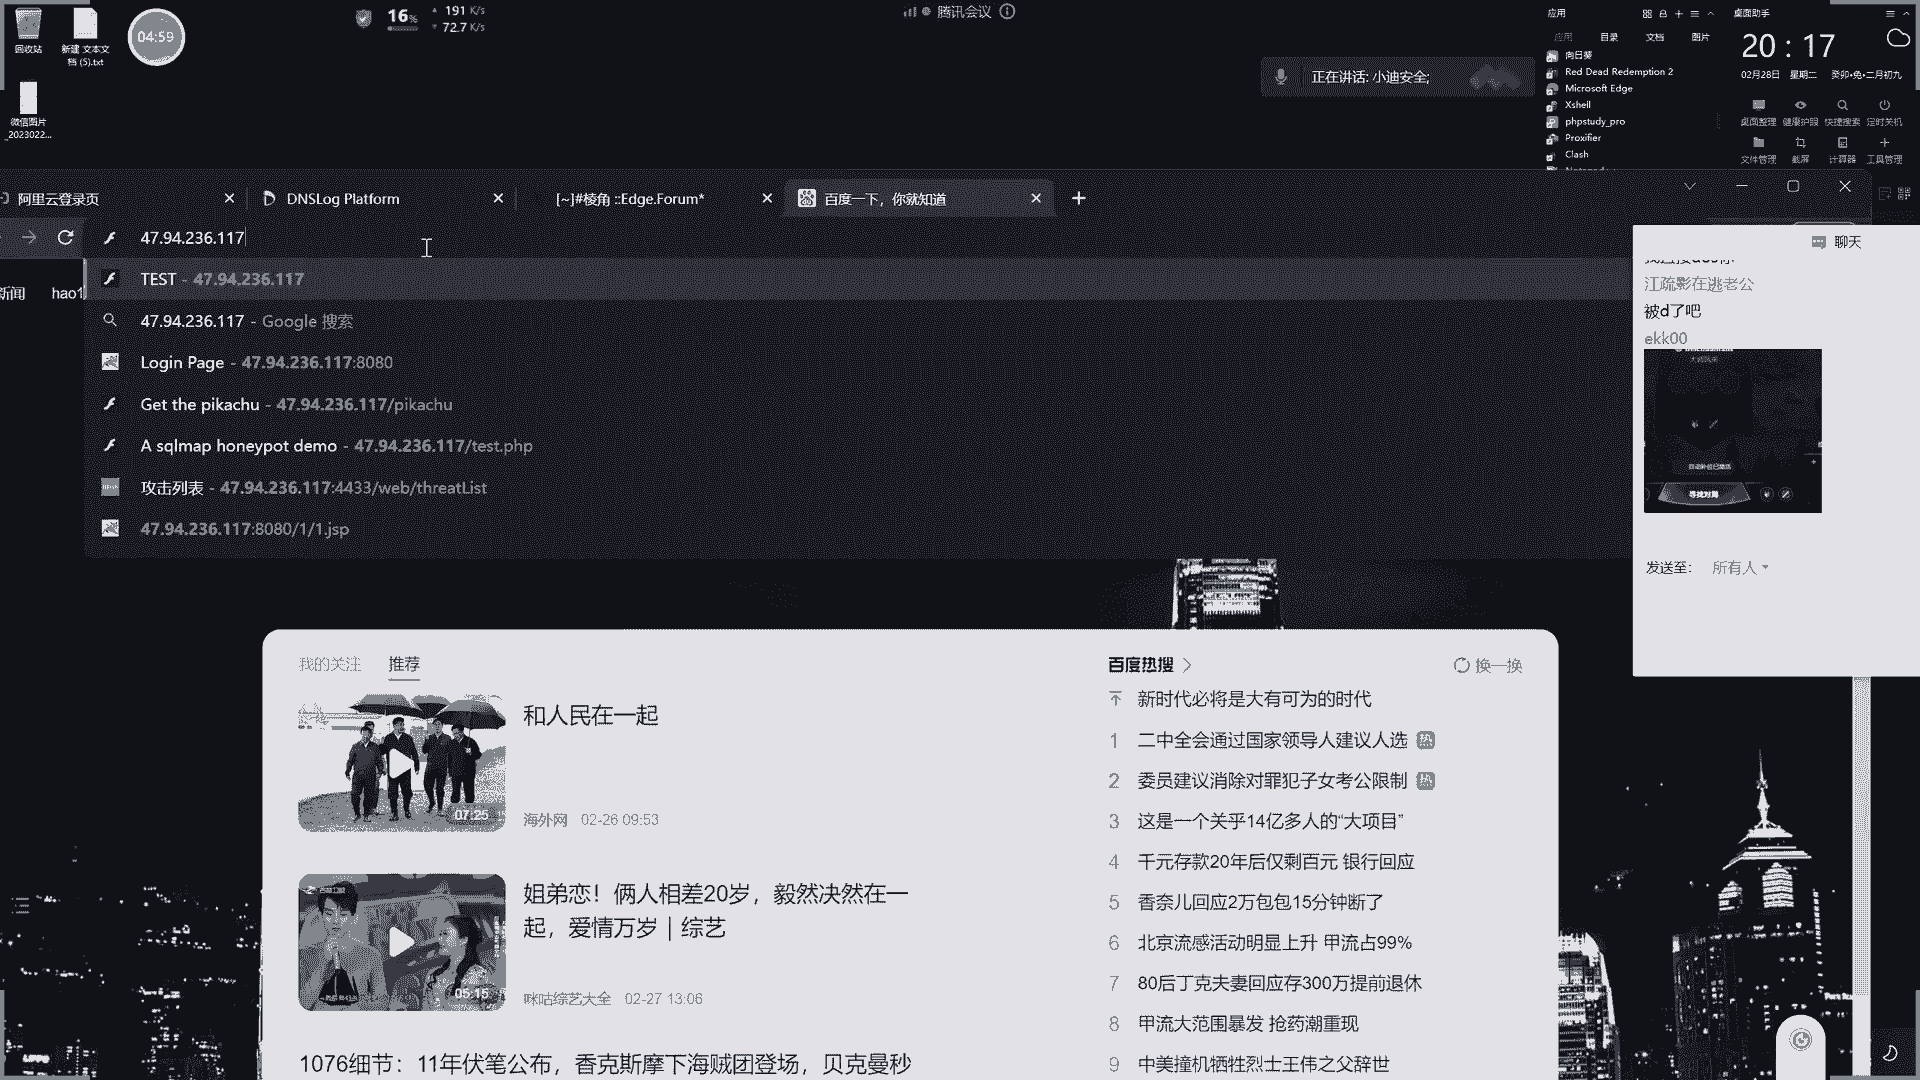 回收站
新建 文本文
档 (5).txt
04:59
微信图片
_2023022...
16%
191 K/s
72.7 K/s
腾讯会议
正在讲话: 小迪安全;
应用
应用
目录
文档
图片
向日葵
Red Dead Redemption 2
Microsoft Edge
Xshell
phpstudy_pro
Proxifier
Clash
桌面助手
20 : 17
02月28日 星期二 癸卯•兔•二月初九
桌面整理
健康护眼
快捷搜索
定时关机
文件管理
截屏
计算器
工具管理
阿里云登录页
DNSLog Platform
[~]#棱角 ::Edge.Forum*
百度一下，你就知道
47.94.236.117
TEST - 47.94.236.117
47.94.236.117 - Google 搜索
Login Page - 47.94.236.117:8080
Get the pikachu - 47.94.236.117/pikachu
A sqlmap honeypot demo - 47.94.236.117/test.php
攻击列表 - 47.94.236.117:4433/web/threatList
47.94.236.117:8080/1/1.jsp
新闻
hao1
聊天
江疏影在逃老公
被d了吧
ekk00
寻找对局
发送至:
所有人
我的关注
推荐
07:25
和人民在一起
海外网 02-26 09:53
05:15
姐弟恋！俩人相差20岁，毅然决然在一
起，爱情万岁 | 综艺
咪咕综艺大全 02-27 13:06
1076细节：11年伏笔公布，香克斯摩下海贼团登场，贝克曼秒
百度热搜
换一换
新时代必将是大有可为的时代
1 二中全会通过国家领导人建议人选 热
2 委员建议消除对罪犯子女考公限制 热
3 这是一个关乎14亿多人的“大项目”
4 千元存款20年后仅剩百元 银行回应
5 香奈儿回应2万包包15分钟断了
6 北京流感活动明显上升 甲流占99%
7 80后丁克夫妻回应存300万提前退休
8 甲流大范围暴发 抢药潮重现
9 中美撞机牺牲烈士王伟之父辞世